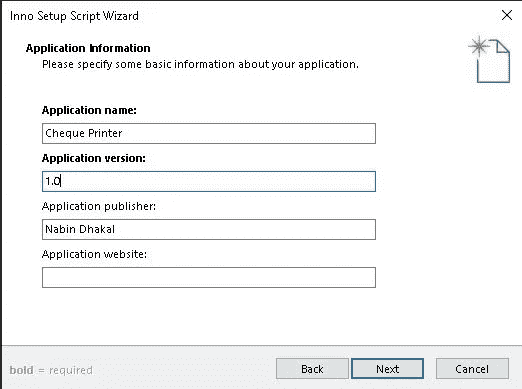 Inno Setup Script Wizard
Application Information
Please specify some basic information about your application.
Application name:
Cheque Printer
Application version:
1.0
Application publisher:
Nabin Dhakal
Application website:
bold = required
Back
Next
Cancel